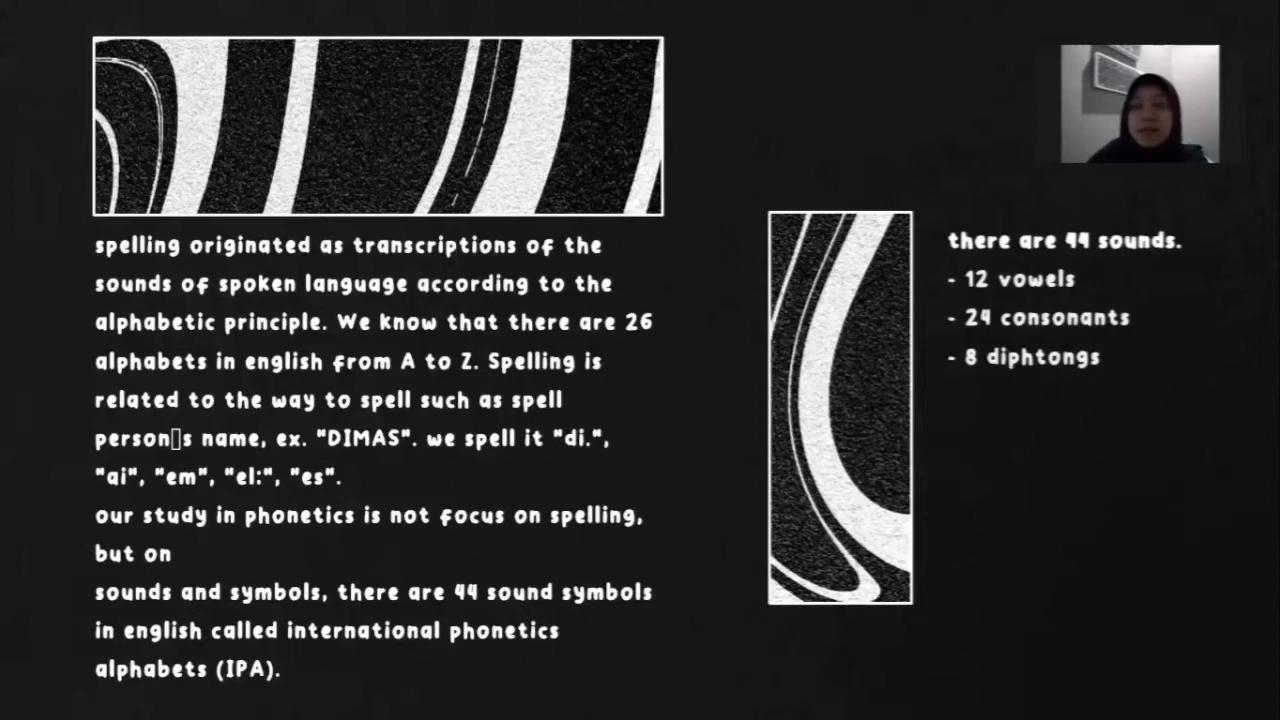 spelling originated as transcriptions of the
sounds of spoken language according to the
alphabetic principle. We know that there are 26
alphabets in english from A to Z. Spelling is
related to the way to spell such as spell
person▯s name, ex. "DIMAS". we spell it "di.",
"ai", "em", "el:", "es".
our study in phonetics is not focus on spelling,
but on
sounds and symbols, there are 44 sound symbols
in english called international phonetics
alphabets (IPA).
there are 44 sounds.
- 12 vowels
- 24 consonants
- 8 diphtongs